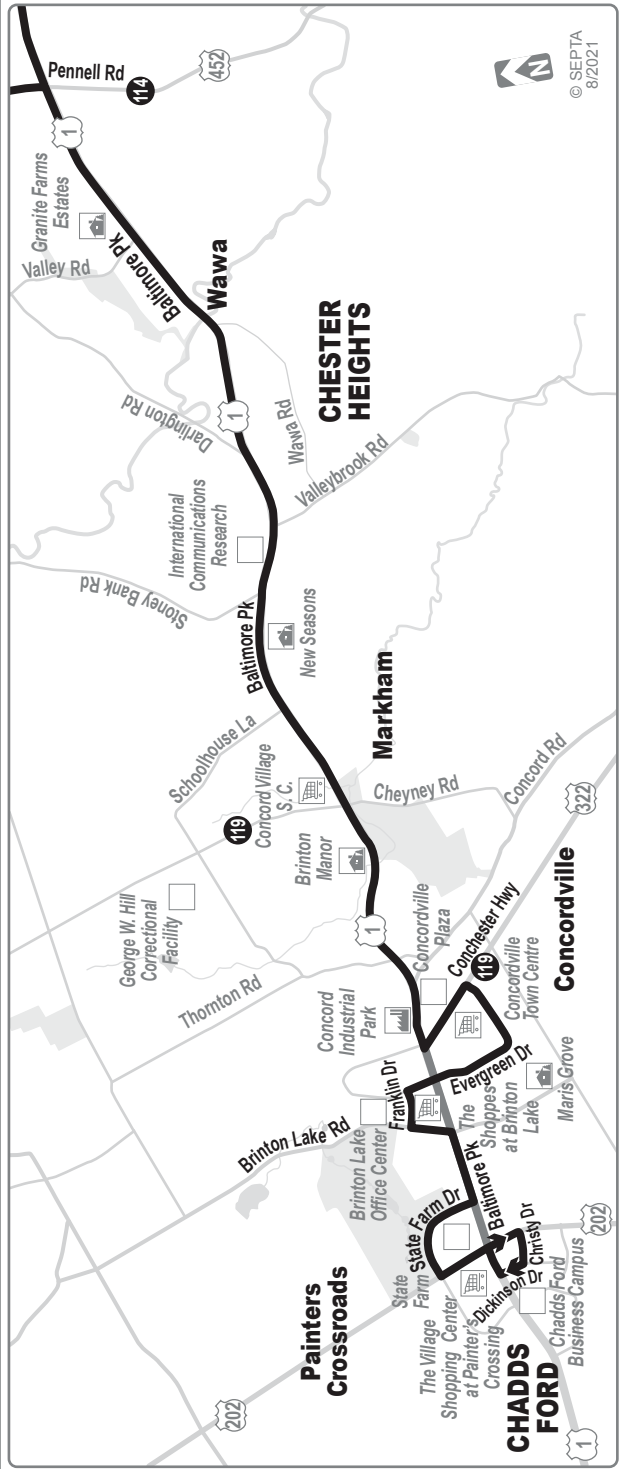 Pennell Rd
114
452
1
Granite Farms
Estates
Valley Rd
Baltimore Pk
Wawa
N
© SEPTA
8/2021
Darlington Rd
1
Wawa Rd
CHESTER
HEIGHTS
Valleybrook Rd
International
Communications
Research
Stoney Bank Rd
Baltimore Pk
New Seasons
Schoolhouse La
Markham
119
Concord Village
S. C.
Cheyney Rd
Concord Rd
322
Brinton
Manor
George W. Hill
Correctional
Facility
1
Thornton Rd
Concord
Industrial
Park
Concordville
Plaza
Conchester Hwy
119
Concordville
Concordville
Town Centre
Evergreen Dr
Franklin Dr
Brinton Lake Rd
Brinton Lake
Office Center
The
Shoppes
at Brinton
Lake
Maris Grove
Baltimore Pk
State Farm Dr
State
Farm
202
Christy Dr
Dickinson Dr
Painters
Crossroads
The Village
Shopping Center
at Painter's
Crossing
Chadds Ford
Business Campus
CHADDS
FORD
202
1